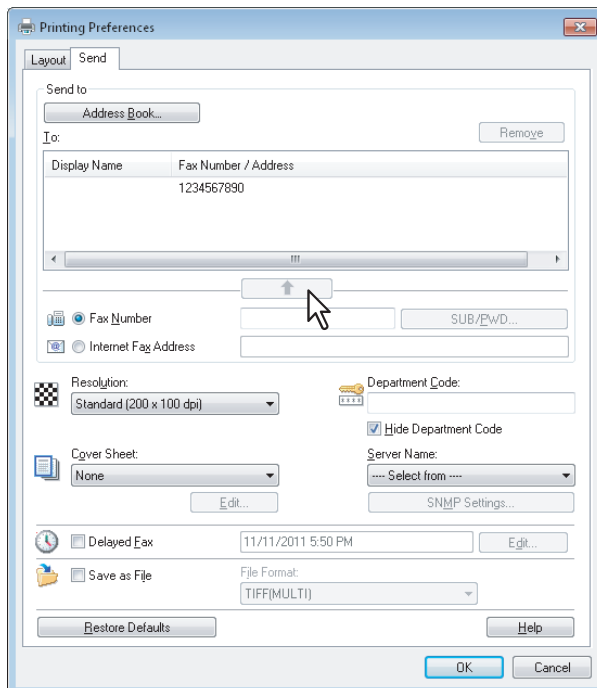 Printing Preferences
Layout
Send
Send to
Address Book...
To:
Remove
Display Name Fax Number / Address
1234567890
Fax Number
SUB/PWD...
Internet Fax Address
Resolution:
Standard (200 x 100 dpi)
Department Code:
Hide Department Code
Cover Sheet:
None
Edit...
Server Name:
---- Select from ----
SNMP Settings...
Delayed Fax
11/11/2011 5:50 PM
Edit...
Save as File
File Format:
TIFF(MULTI)
Restore Defaults
Help
OK
Cancel